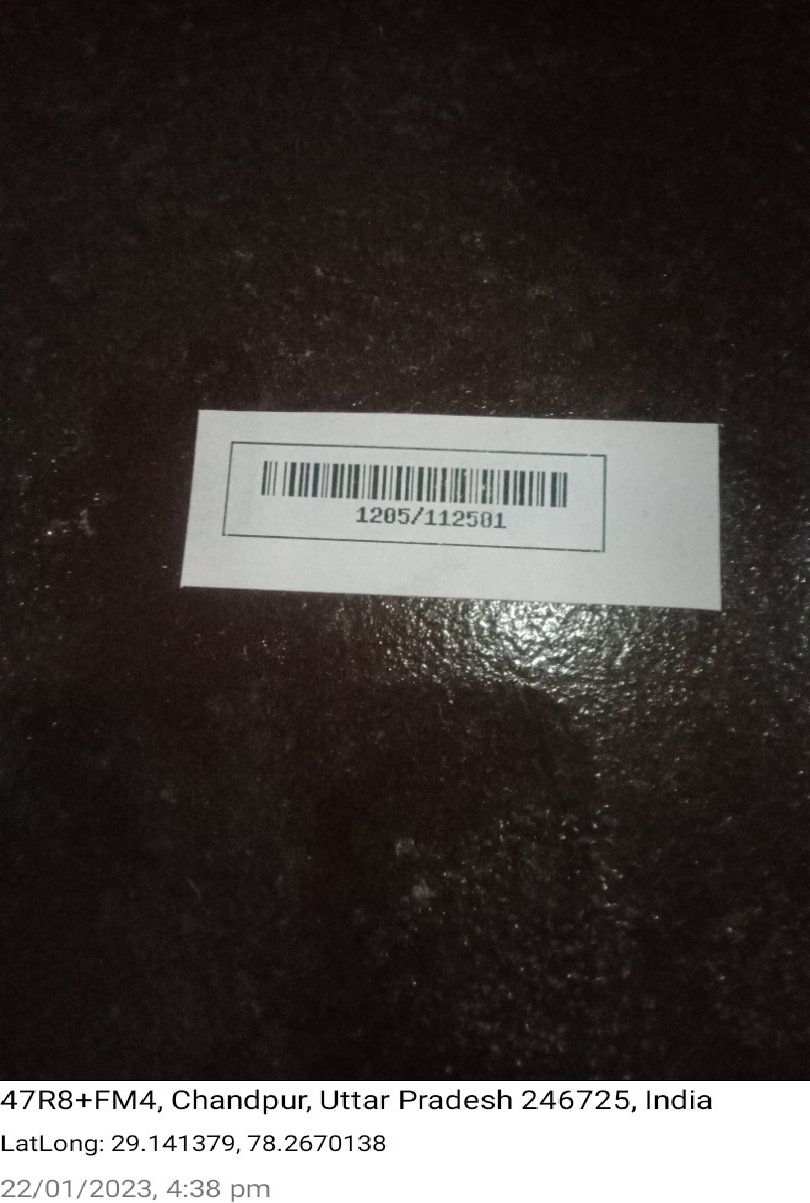 1205/112501
47R8+FM4, Chandpur, Uttar Pradesh 246725, India
LatLong: 29.141379, 78.2670138
22/01/2023, 4:38 pm